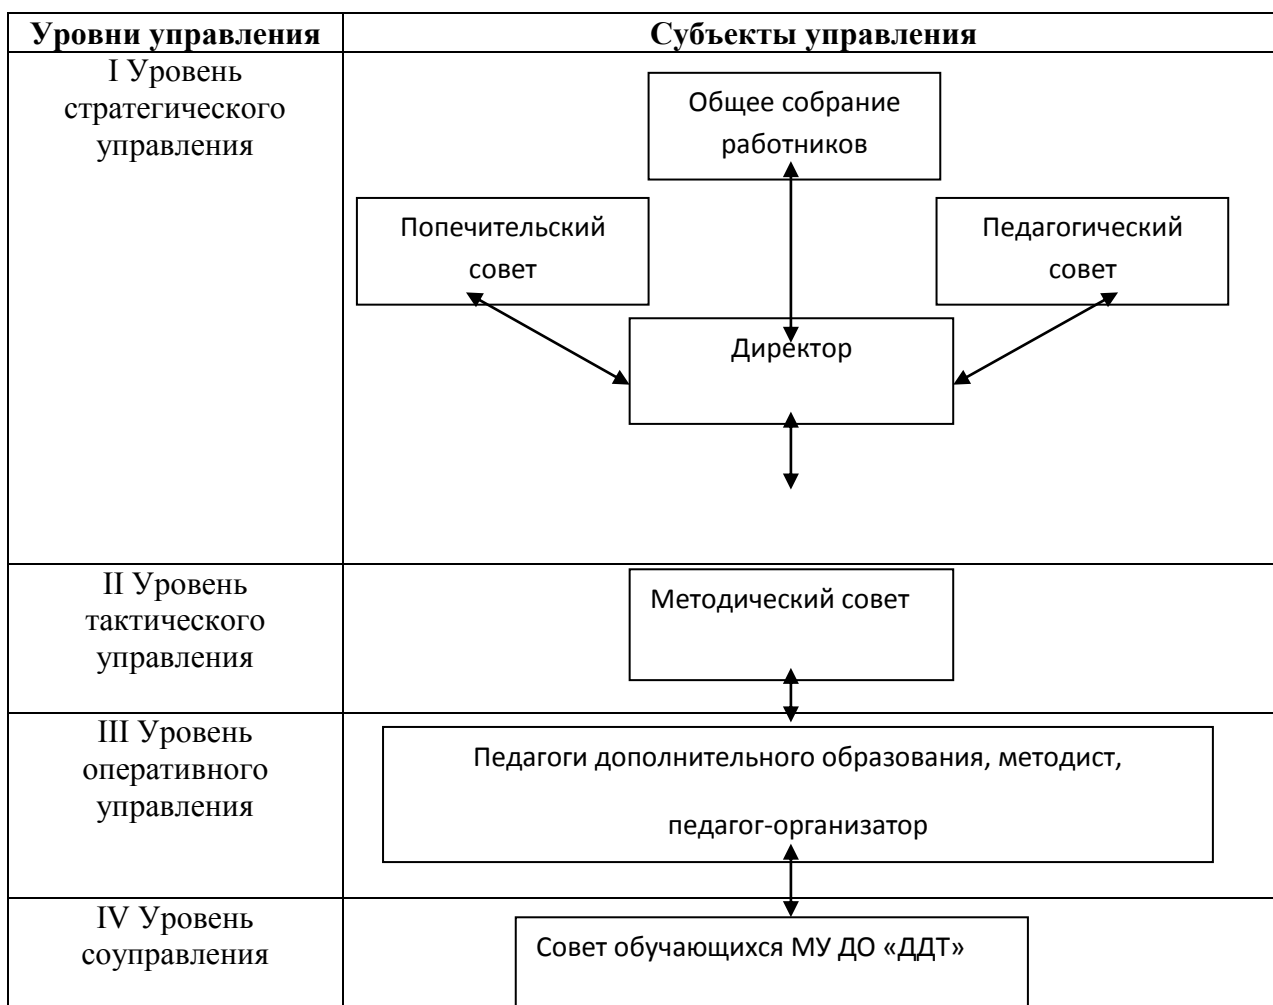 Уровни управления
Субъекты управления
I Уровень
стратегического
управления
Общее собрание
работников
Попечительский
совет
Педагогический
совет
Директор
II Уровень
тактического
управления
Методический совет
III Уровень
оперативного
управления
Педагоги дополнительного образования, методист,
педагог-организатор
IV Уровень
соуправления
Совет обучающихся МУ ДО «ДДТ»